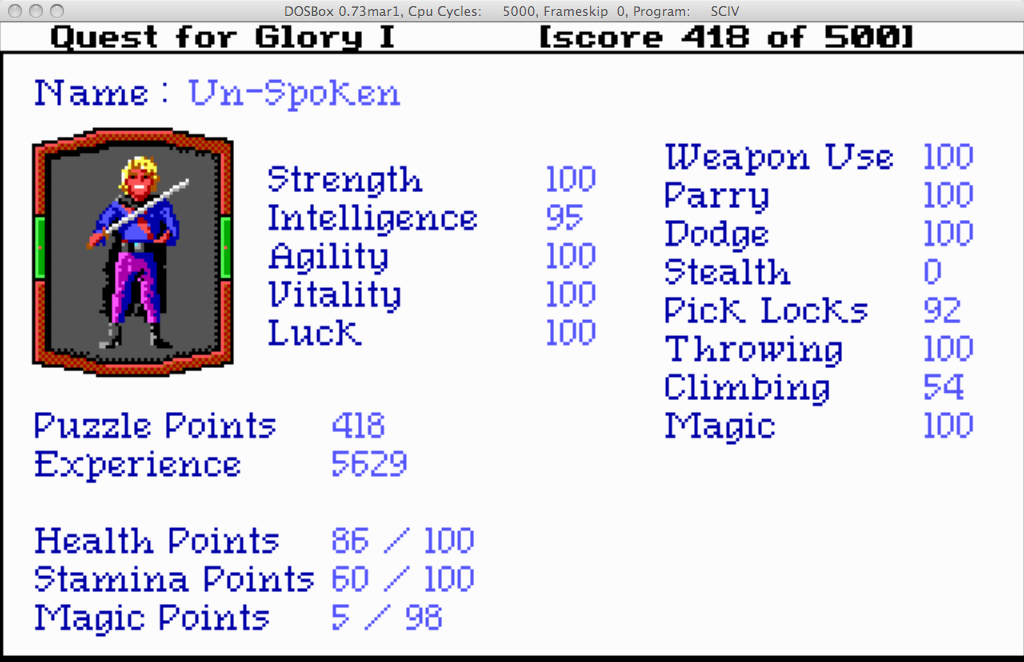 DOSBox 0.73mar1, Cpu Cycles: 5000, Frameskip 0, Program: SCIV
Quest for Glory I [score 418 of 500]
Name: Un-Spoken
Strength 100
Intelligence 95
Agility 100
Vitality 100
Luck 100
Weapon Use 100
Parry 100
Dodge 100
Stealth 0
Pick Locks 92
Throwing 100
Climbing 54
Magic 100
Puzzle Points 418
Experience 5629
Health Points 86 / 100
Stamina Points 60 / 100
Magic Points 5 / 98